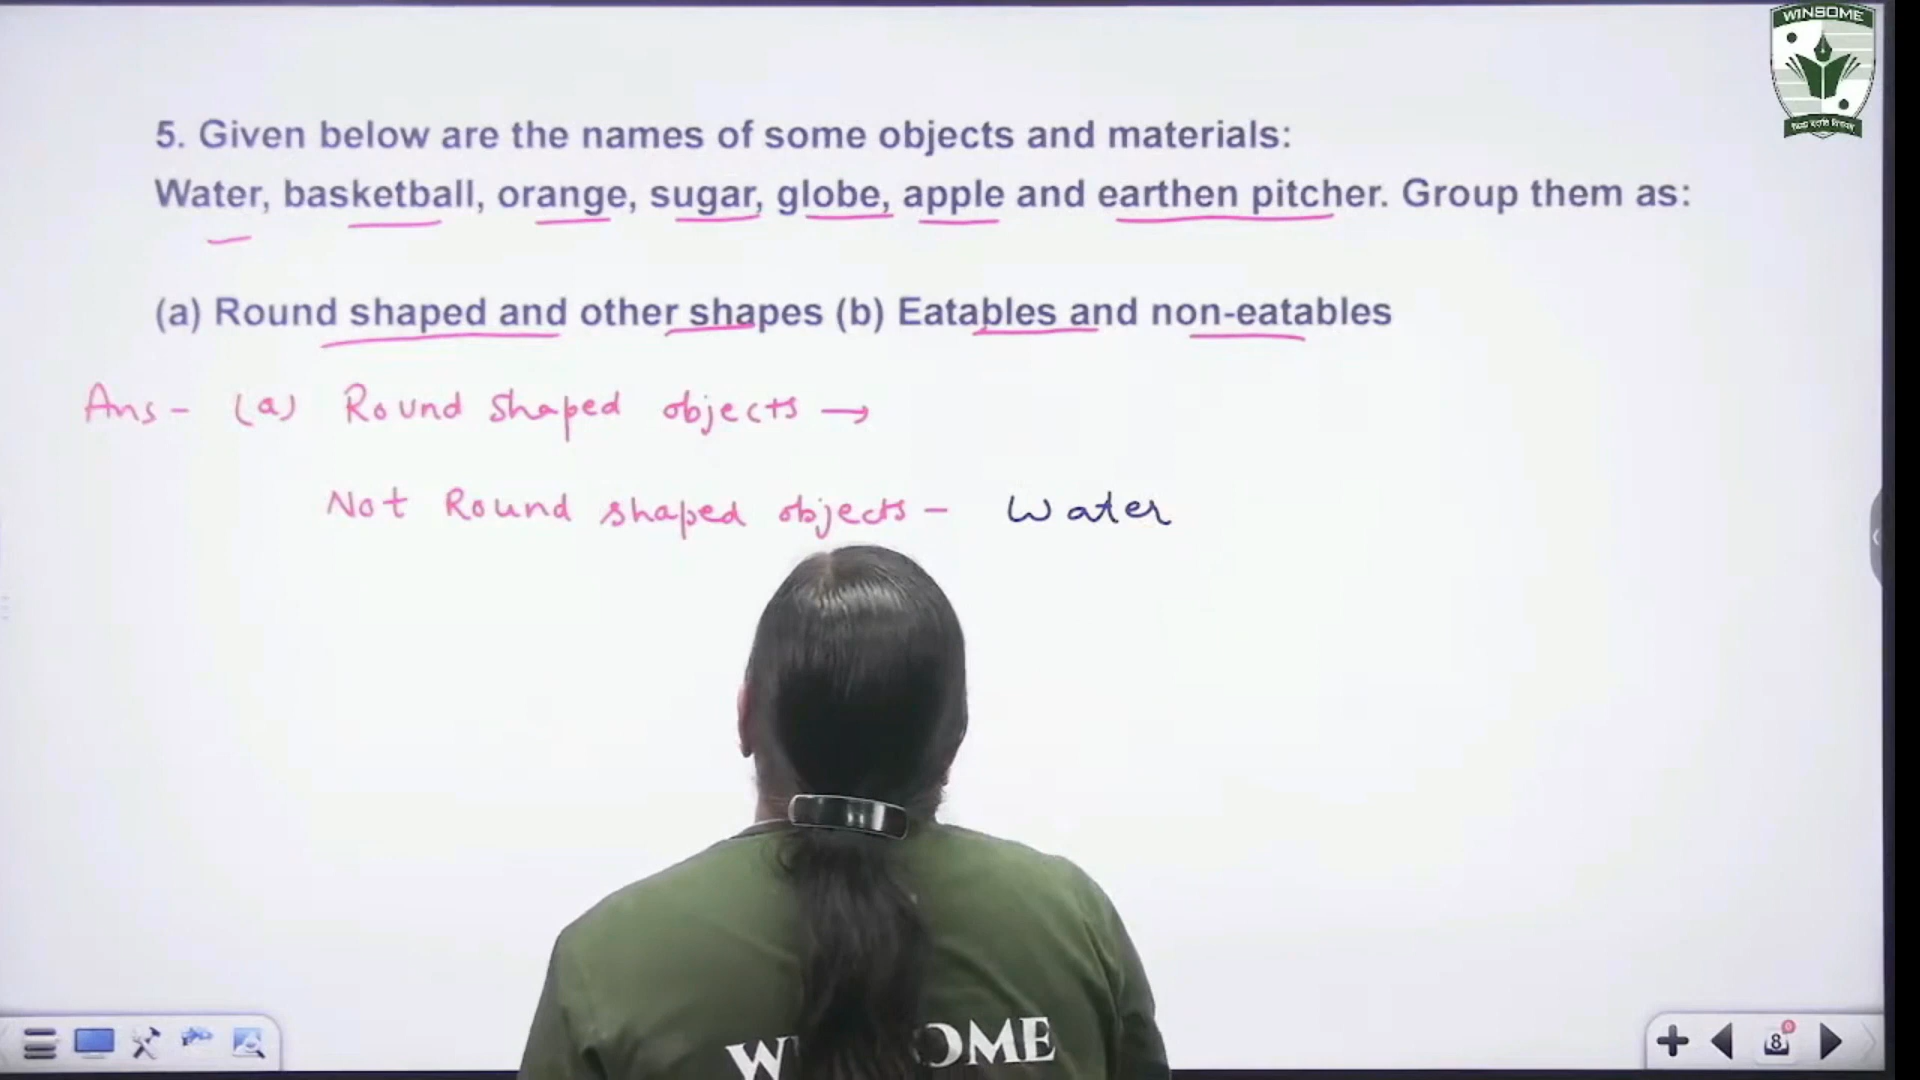 WINSOME
5. Given below are the names of some objects and materials:
Water, basketball, orange, sugar, globe, apple and earthen pitcher. Group them as:
(a) Round shaped and other shapes (b) Eatables and non-eatables
Ans - (a) Round shaped objects →
Not Round shaped objects - Water
8